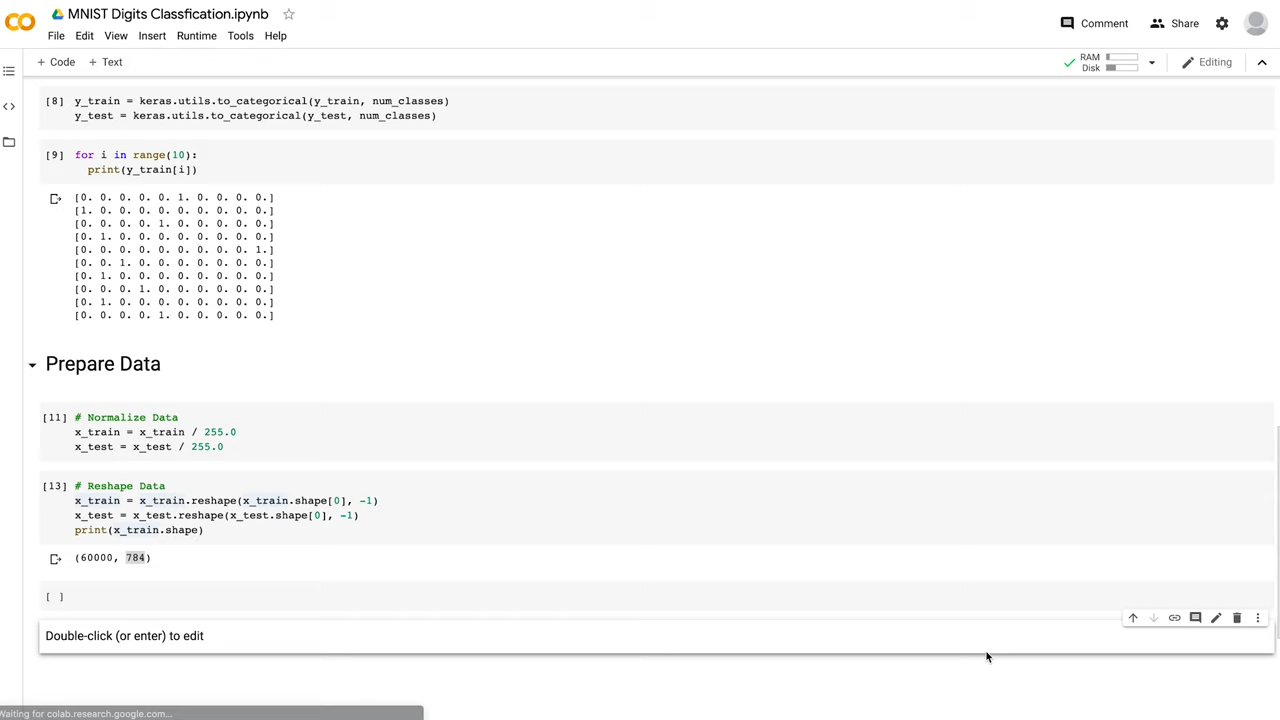 MNIST Digits Classfication.ipynb
File Edit View Insert Runtime Tools Help
Comment Share
+ Code + Text
RAM
Disk
Editing
[8] y_train = keras.utils.to_categorical(y_train, num_classes)
y_test = keras.utils.to_categorical(y_test, num_classes)
[9] for i in range(10):
print(y_train[i])
[0. 0. 0. 0. 0. 1. 0. 0. 0. 0.]
[1. 0. 0. 0. 0. 0. 0. 0. 0. 0.]
[0. 0. 0. 0. 1. 0. 0. 0. 0. 0.]
[0. 1. 0. 0. 0. 0. 0. 0. 0. 0.]
[0. 0. 0. 0. 0. 0. 0. 0. 0. 1.]
[0. 0. 1. 0. 0. 0. 0. 0. 0. 0.]
[0. 1. 0. 0. 0. 0. 0. 0. 0. 0.]
[0. 0. 0. 1. 0. 0. 0. 0. 0. 0.]
[0. 1. 0. 0. 0. 0. 0. 0. 0. 0.]
[0. 0. 0. 0. 1. 0. 0. 0. 0. 0.]
Prepare Data
[11] # Normalize Data
x_train = x_train / 255.0
x_test = x_test / 255.0
[13] # Reshape Data
x_train = x_train.reshape(x_train.shape[0], -1)
x_test = x_test.reshape(x_test.shape[0], -1)
print(x_train.shape)
(60000, 784)
[ ]
Double-click (or enter) to edit
Waiting for colab.research.google.com...